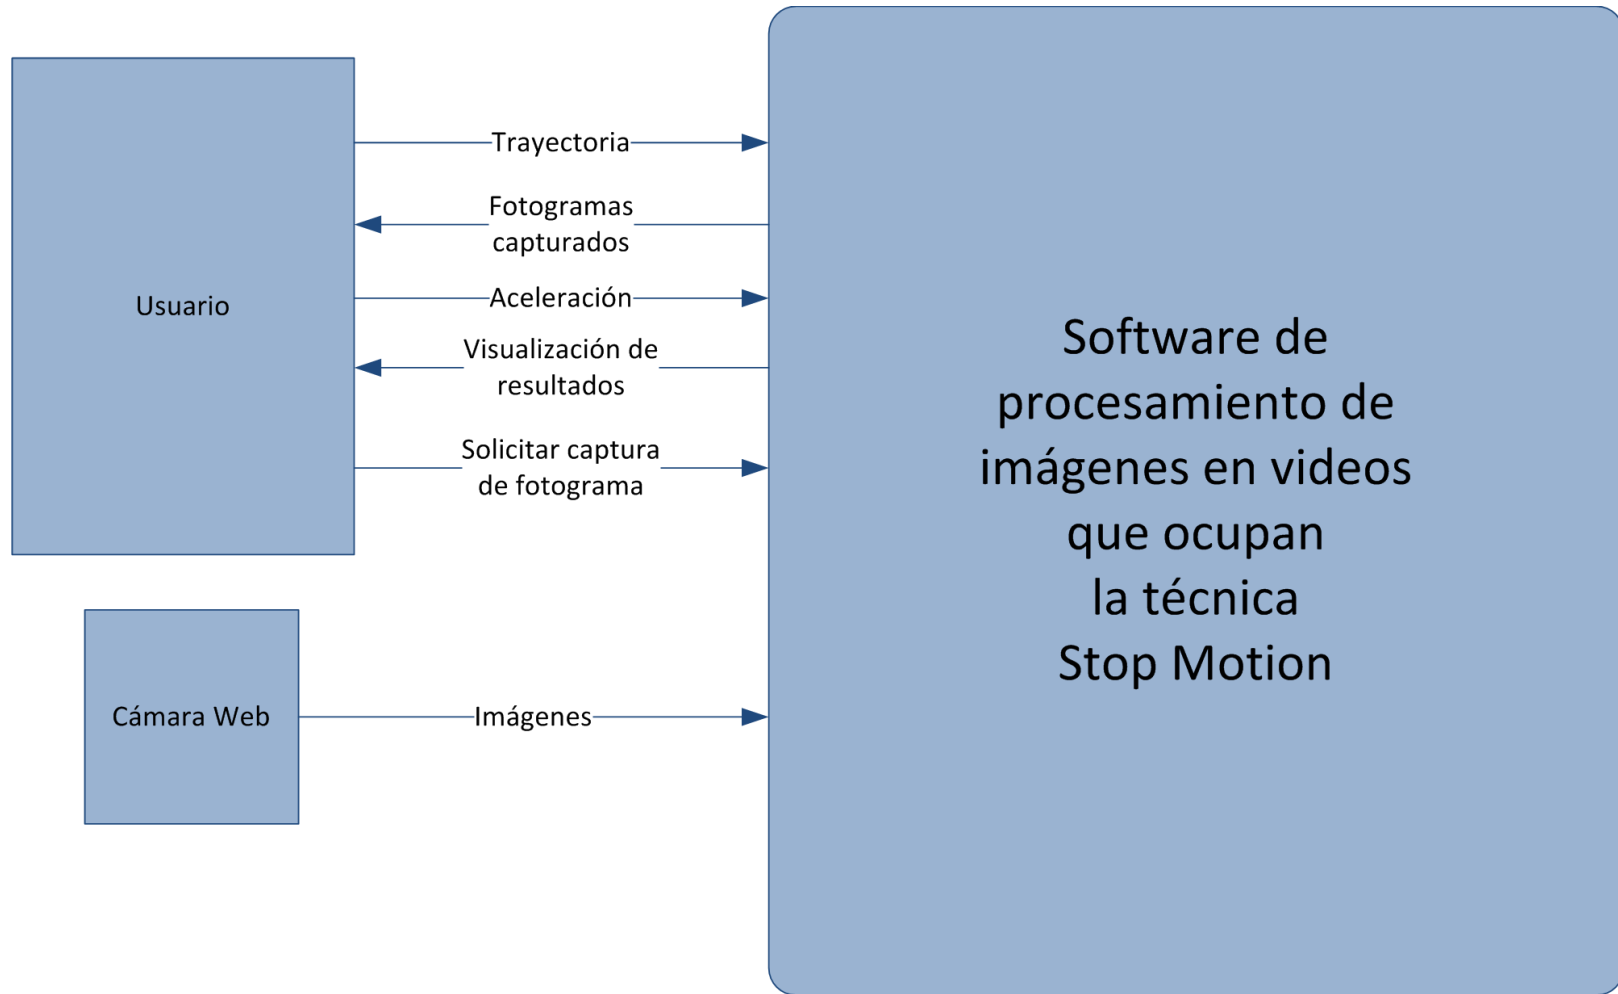 Usuario
Trayectoria
Fotogramas
capturados
Aceleración
Visualización de
resultados
Solicitar captura
de fotograma
Cámara Web
Imágenes
Software de
procesamiento de
imágenes en videos
que ocupan
la técnica
Stop Motion